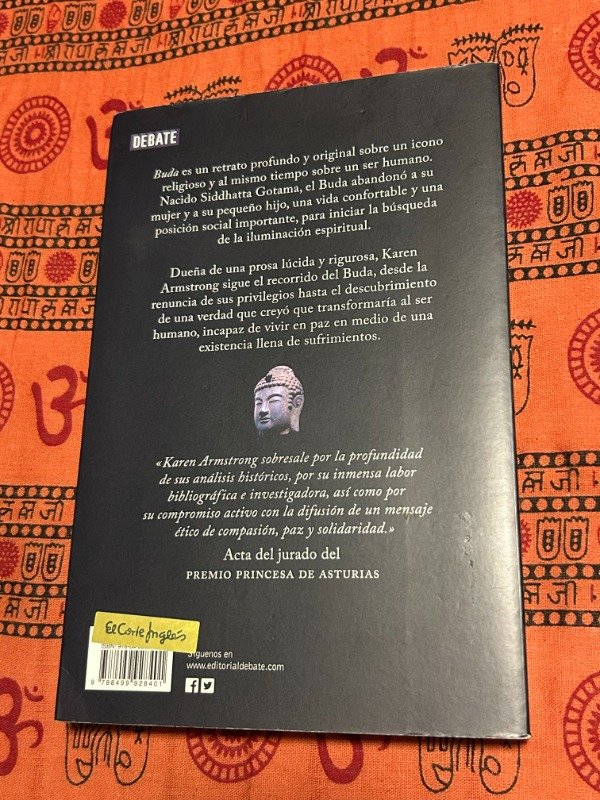 DEBATE
Buda es un retrato profundo y original sobre un icono
religioso y al mismo tiempo sobre un ser humano.
Nacido Siddhatta Gotama, el Buda abandonó a su
mujer y a su pequeño hijo, una vida confortable y una
posición social importante, para iniciar la búsqueda
de la iluminación espiritual.
Dueña de una prosa lúcida y rigurosa, Karen
Armstrong sigue el recorrido del Buda, desde la
renuncia de sus privilegios hasta el descubrimiento
de una verdad que creyó que transformaría al ser
humano, incapaz de vivir en paz en medio de una
existencia llena de sufrimientos.
«Karen Armstrong sobresale por la profundidad
de sus análisis históricos, por su inmensa labor
bibliográfica e investigadora, así como por
su compromiso activo con la difusión de un mensaje
ético de compasión, paz y solidaridad.»
Acta del jurado del
PREMIO PRINCESA DE ASTURIAS
El Corte Inglés
ISBN:
9 788499 926401
Síguenos en
www.editorialdebate.com